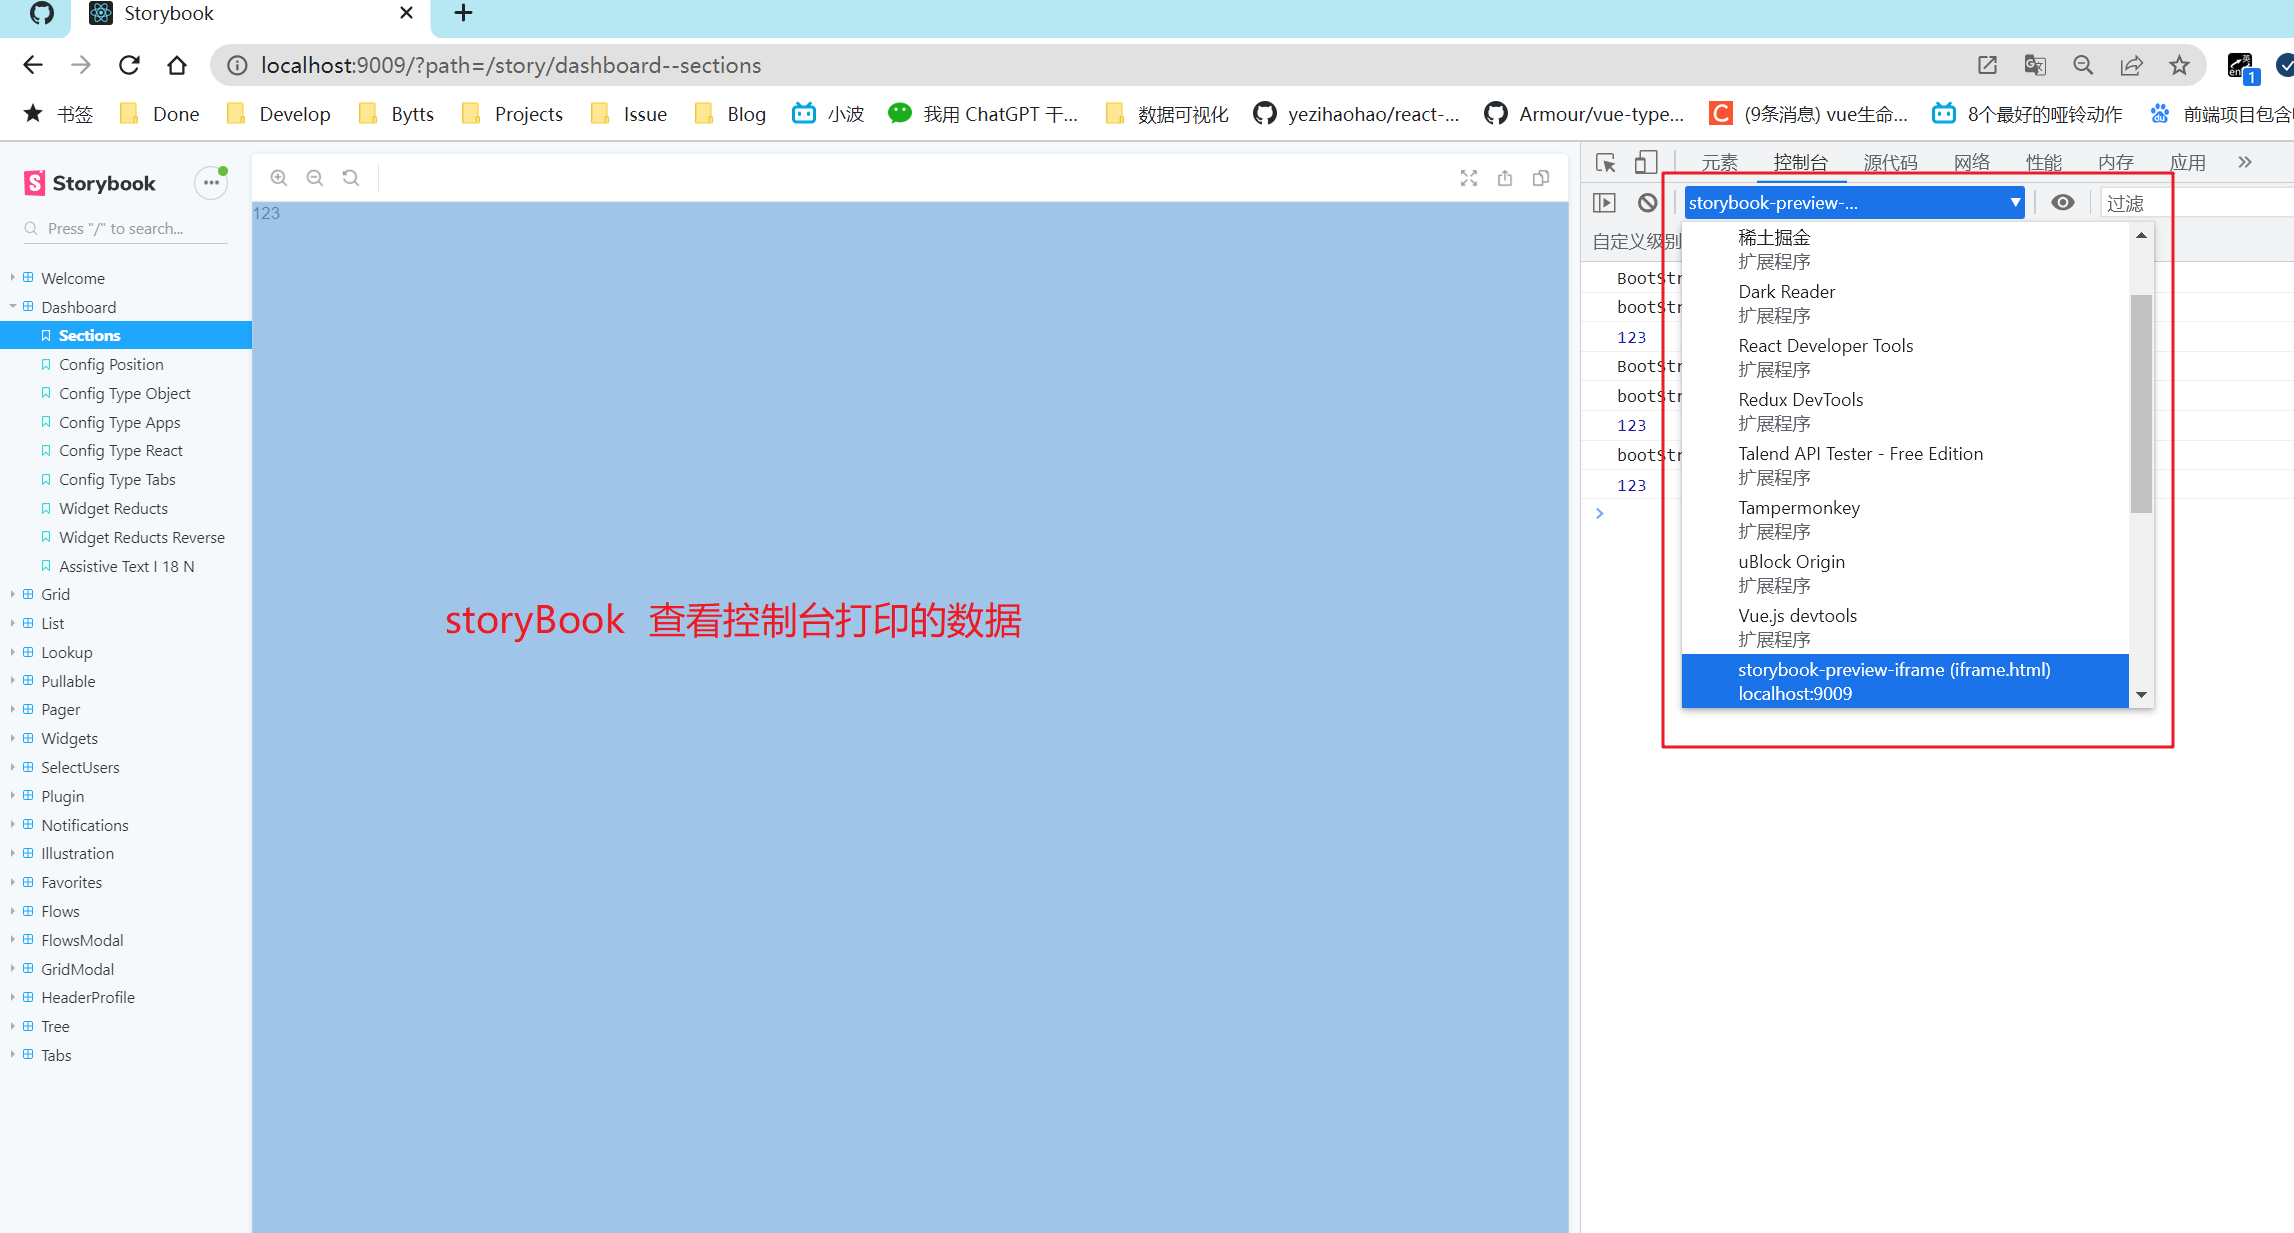 Storybook
localhost:9009/?path=/story/dashboard--sections
书签
Done
Develop
Bytts
Projects
Issue
Blog
小波
我用 ChatGPT 干...
数据可视化
yezihaohao/react-...
Armour/vue-type...
(9条消息) vue生命...
8个最好的哑铃动作
前端项目包含
Storybook
Press "/" to search...
Welcome
Dashboard
Sections
Config Position
Config Type Object
Config Type Apps
Config Type React
Config Type Tabs
Widget Reducts
Widget Reducts Reverse
Assistive Text I 18 N
Grid
List
Lookup
Pullable
Pager
Widgets
SelectUsers
Plugin
Notifications
Illustration
Favorites
Flows
FlowsModal
GridModal
HeaderProfile
Tree
Tabs
123
storyBook 查看控制台打印的数据
元素 控制台 源代码 网络 性能 内存 应用
storybook-preview-...
过滤
自定义级别
BootStr
bootStr
123
BootStr
bootStr
123
bootStr
123
稀土掘金
扩展程序
Dark Reader
扩展程序
React Developer Tools
扩展程序
Redux DevTools
扩展程序
Talend API Tester - Free Edition
扩展程序
Tampermonkey
扩展程序
uBlock Origin
扩展程序
Vue.js devtools
扩展程序
storybook-preview-iframe (iframe.html)
localhost:9009